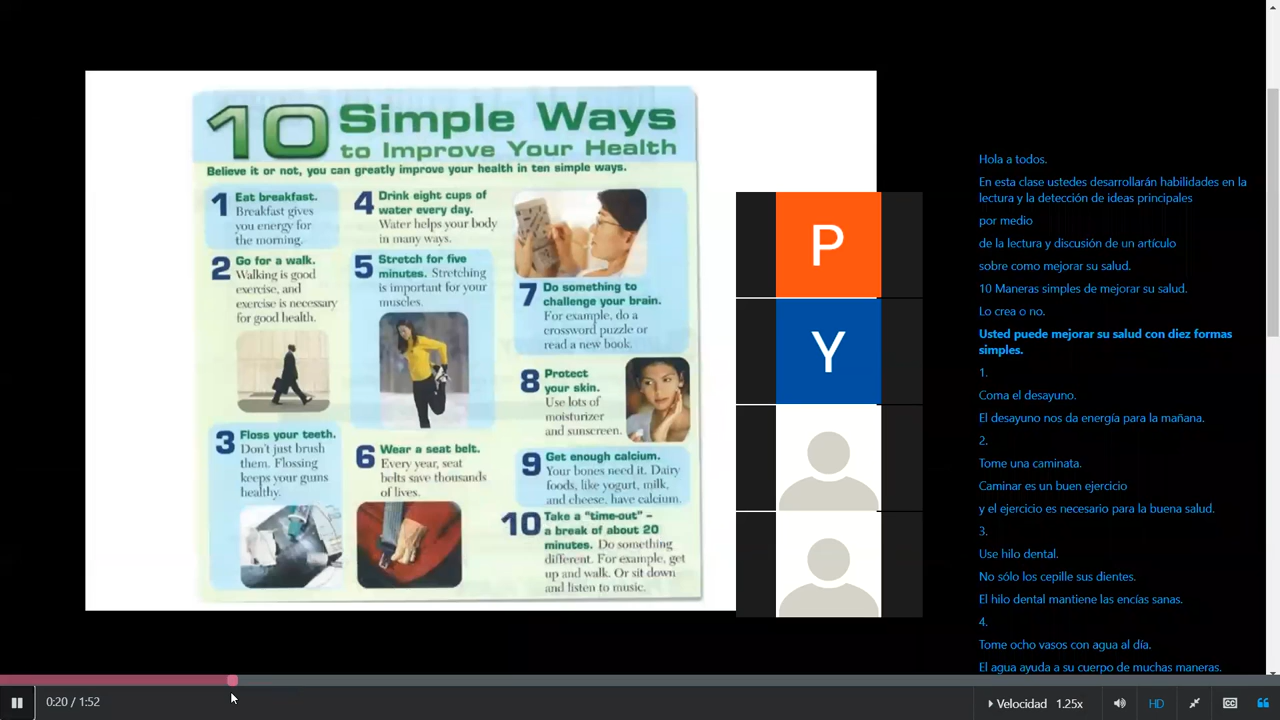 10 Simple Ways
to Improve Your Health
Believe it or not, you can greatly improve your health in ten simple ways.
1 Eat breakfast.
Breakfast gives
you energy for
the morning.
2 Go for a walk.
Walking is good
exercise, and
exercise is necessary
for good health.
3 Floss your teeth.
Don't just brush
them. Flossing
keeps your gums
healthy.
4 Drink eight cups of
water every day.
Water helps your body
in many ways.
5 Stretch for five
minutes. Stretching
is important for your
muscles.
6 Wear a seat belt.
Every year, seat
belts save thousands
of lives.
7 Do something to
challenge your brain.
For example, do a
crossword puzzle or
read a new book.
8 Protect
your skin.
Use lots of
moisturizer
and sunscreen.
9 Get enough calcium.
Your bones need it. Dairy
foods, like yogurt, milk,
and cheese, have calcium.
10 Take a “time-out” –
a break of about 20
minutes. Do something
different. For example, get
up and walk. Or sit down
and listen to music.
P
Y
Hola a todos.
En esta clase ustedes desarrollarán habilidades en la
lectura y la detección de ideas principales
por medio
de la lectura y discusión de un artículo
sobre como mejorar su salud.
10 Maneras simples de mejorar su salud.
Lo crea o no.
Usted puede mejorar su salud con diez formas
simples.
1.
Coma el desayuno.
El desayuno nos da energía para la mañana.
2.
Tome una caminata.
Caminar es un buen ejercicio
y el ejercicio es necesario para la buena salud.
3.
Use hilo dental.
No sólo los cepille sus dientes.
El hilo dental mantiene las encías sanas.
4.
Tome ocho vasos con agua al día.
El agua ayuda a su cuerpo de muchas maneras.
0:20 / 1:52
Velocidad 1.25x
HD
CC